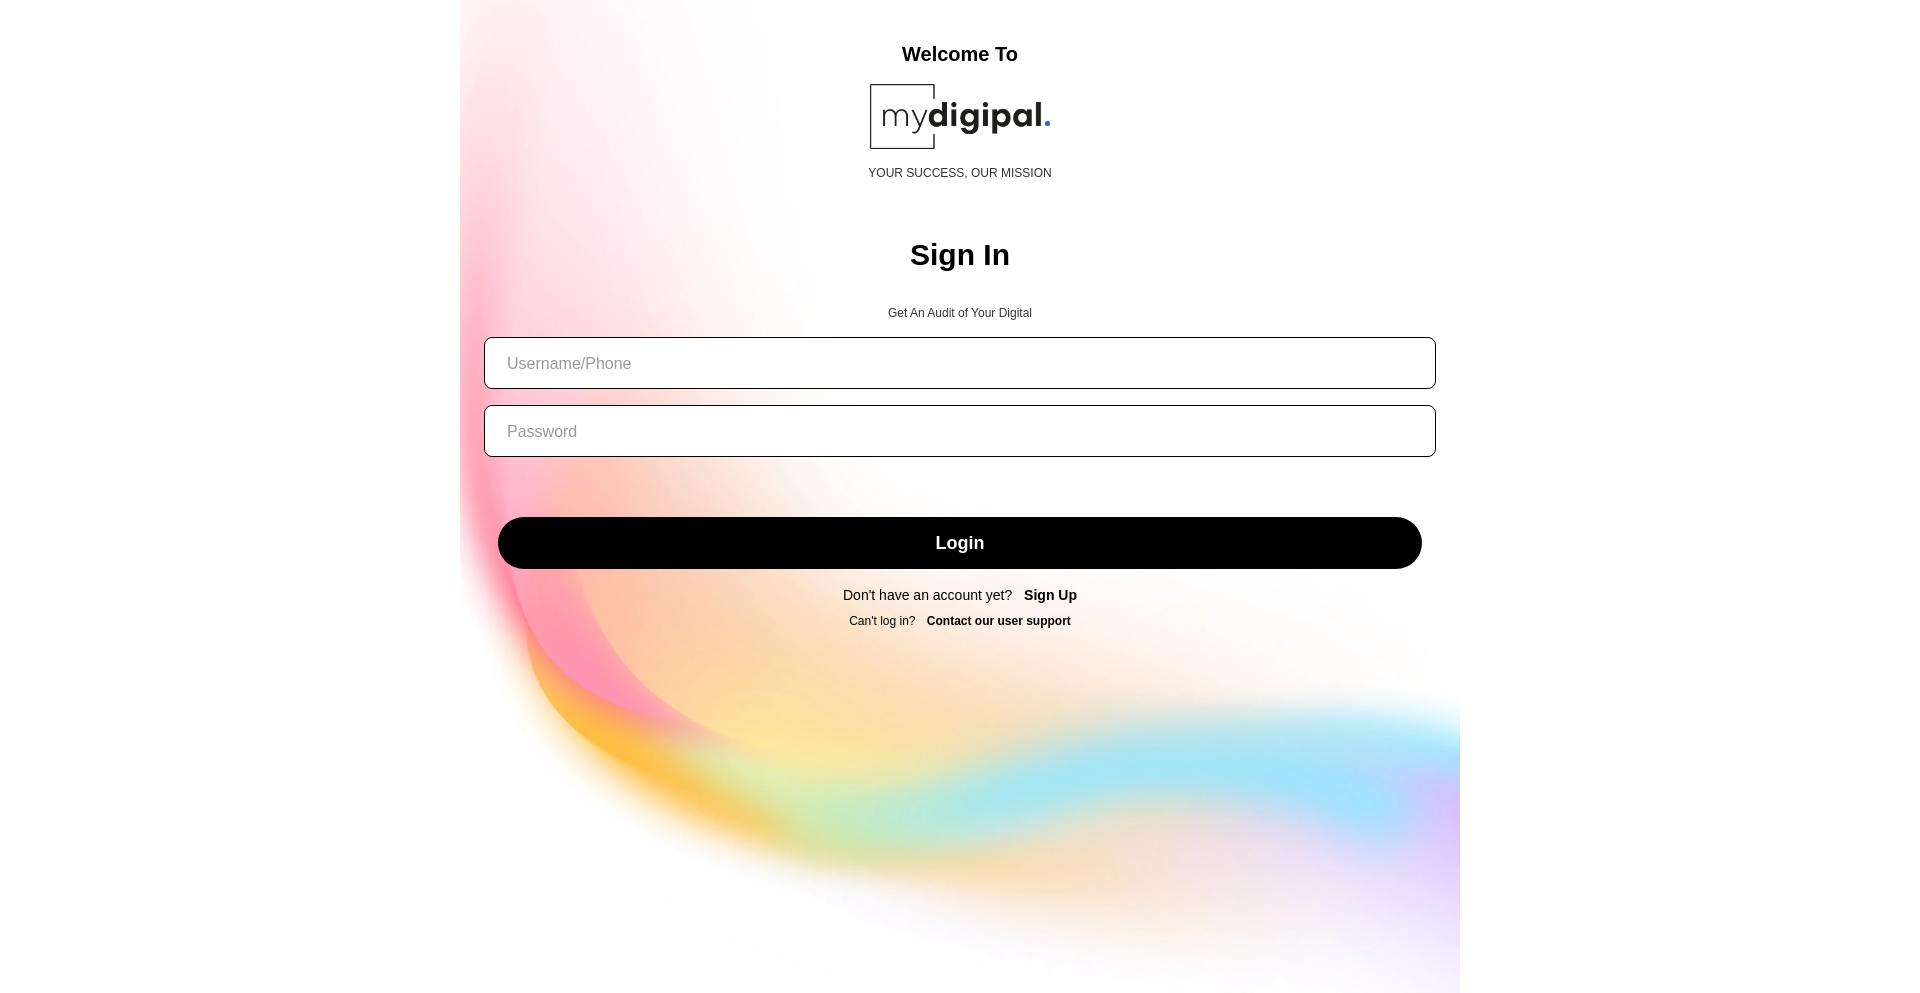 Welcome To
mydigipal.
YOUR SUCCESS, OUR MISSION
Sign In
Get An Audit of Your Digital
Username/Phone
Password
Login
Don't have an account yet? Sign Up
Can't log in? Contact our user support